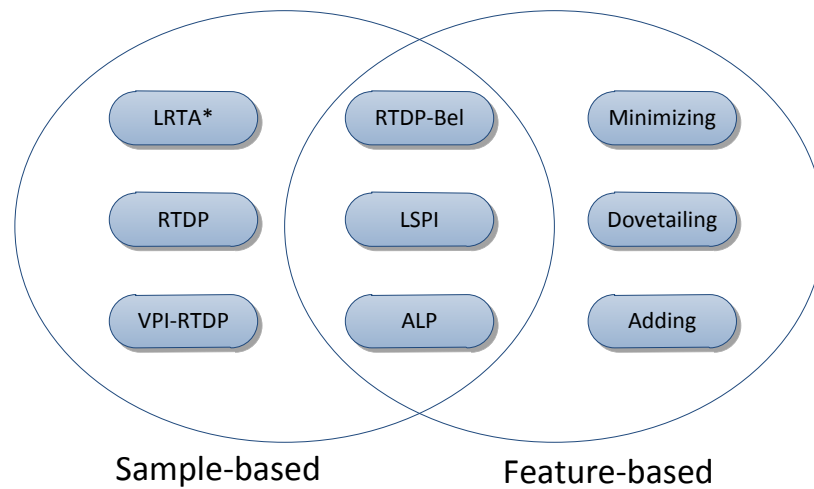 LRTA*
RTDP-Bel
Minimizing
RTDP
LSPI
Dovetailing
VPI-RTDP
ALP
Adding
Sample-based
Feature-based